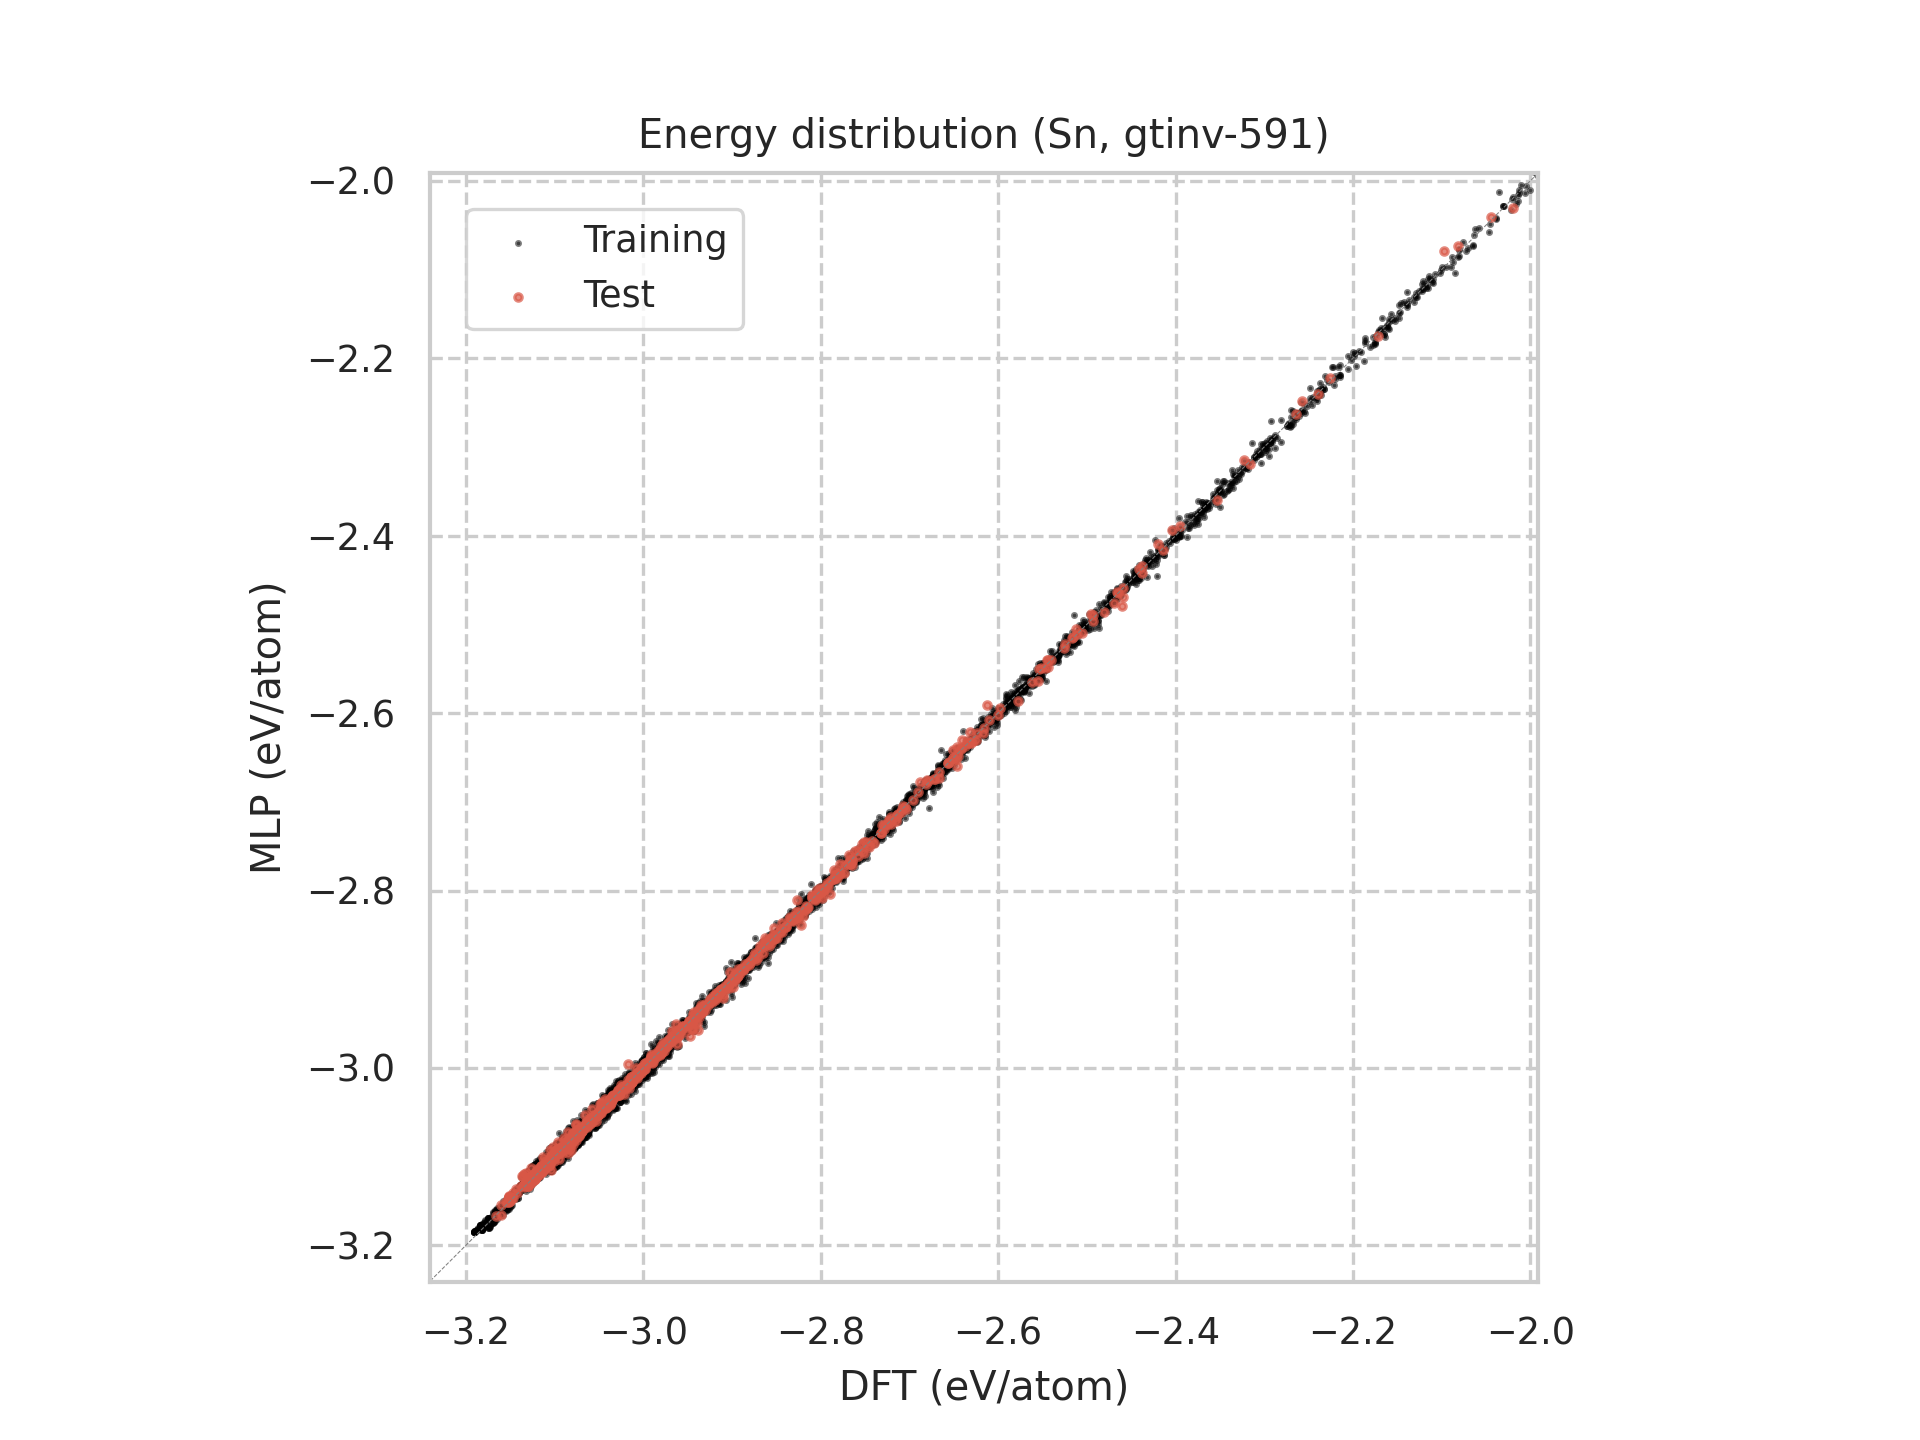 Energy distribution (Sn, gtinv-591)
−2.0
−2.2
−2.4
−2.6
−2.8
−3.0
−3.2
MLP (eV/atom)
Training
Test
−3.2 −3.0 −2.8 −2.6 −2.4 −2.2 −2.0
DFT (eV/atom)